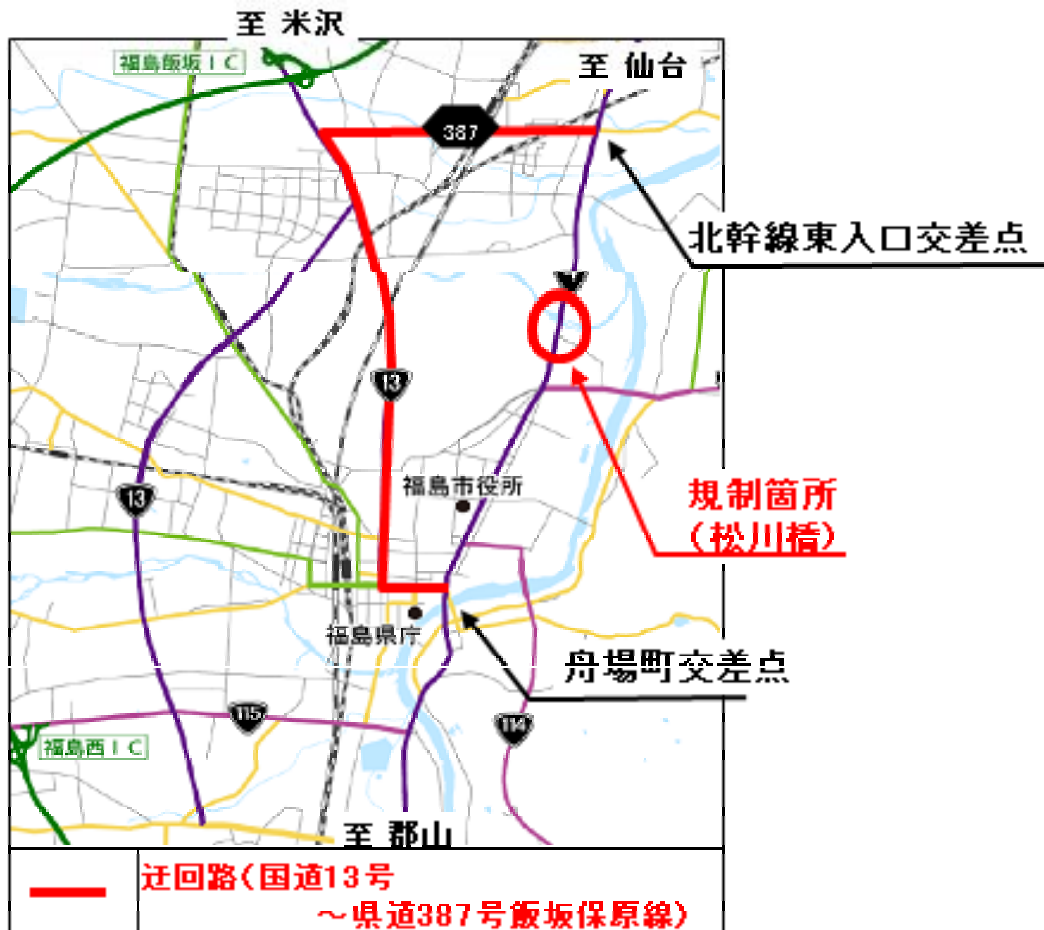 至 米沢
福島飯坂IC
至 仙台
387
北幹線東入口交差点
13
福島市役所
13
規制箇所
(松川橋)
福島県庁
舟場町交差点
115
114
福島西IC
至 郡山
迂回路(国道13号
～県道387号飯坂保原線)